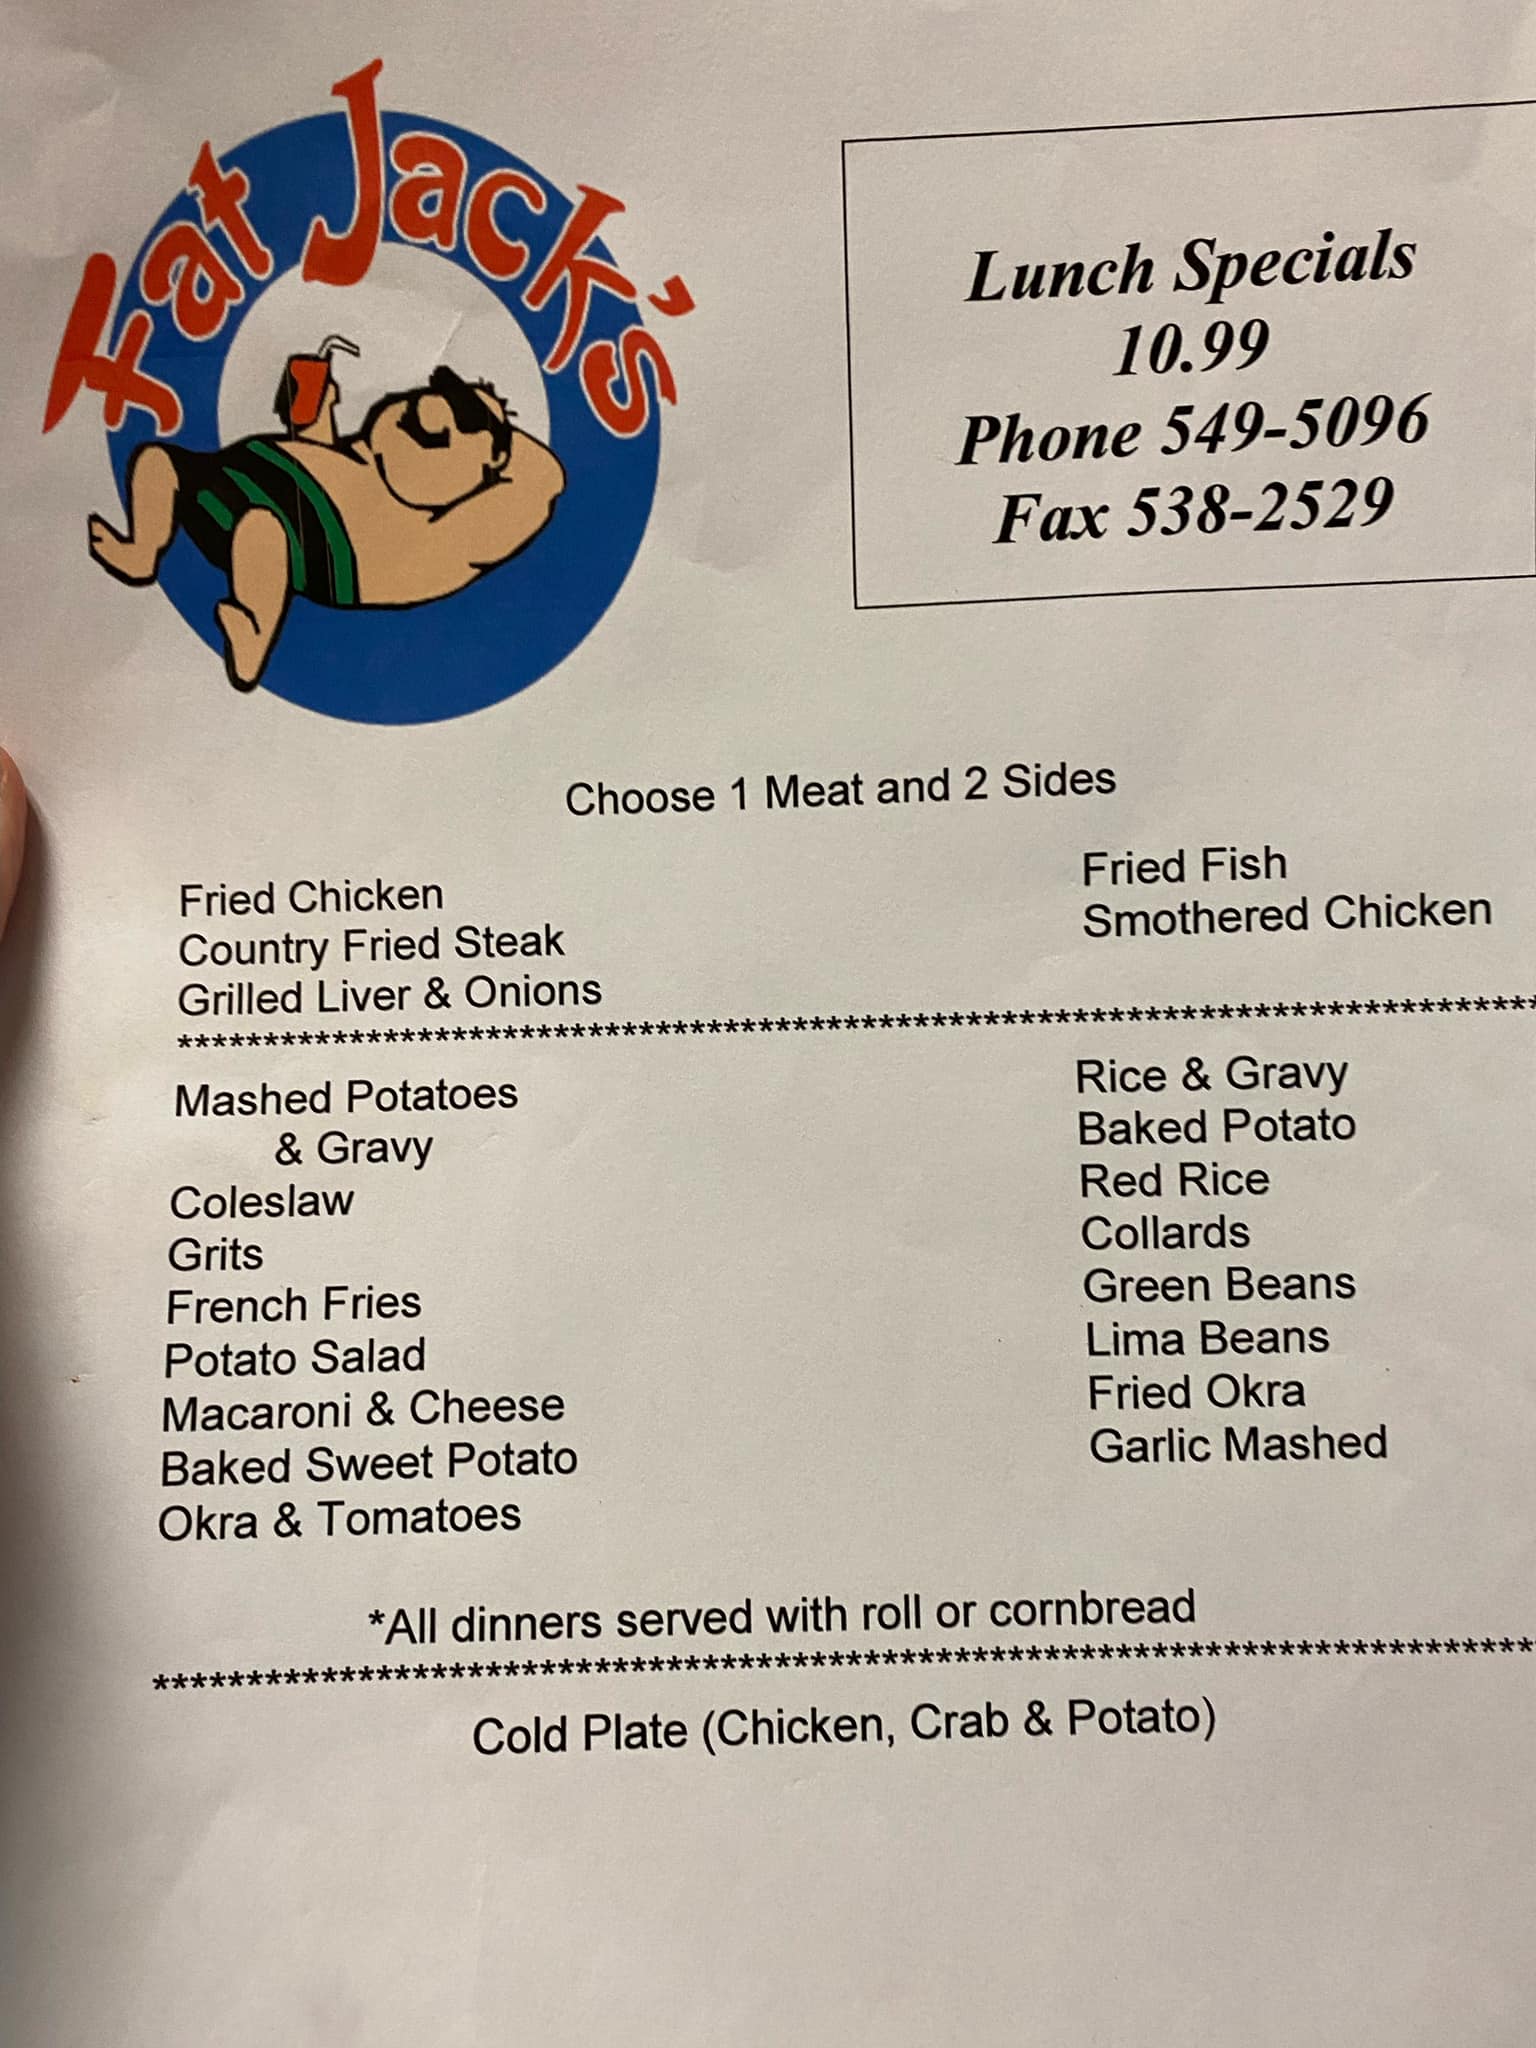 Fat Jack's
Lunch Specials
10.99
Phone 549-5096
Fax 538-2529
Choose 1 Meat and 2 Sides
Fried Chicken
Country Fried Steak
Grilled Liver & Onions
Fried Fish
Smothered Chicken
******************************************************************************
Mashed Potatoes
& Gravy
Coleslaw
Grits
French Fries
Potato Salad
Macaroni & Cheese
Baked Sweet Potato
Okra & Tomatoes
Rice & Gravy
Baked Potato
Red Rice
Collards
Green Beans
Lima Beans
Fried Okra
Garlic Mashed
*All dinners served with roll or cornbread
******************************************************************************
Cold Plate (Chicken, Crab & Potato)